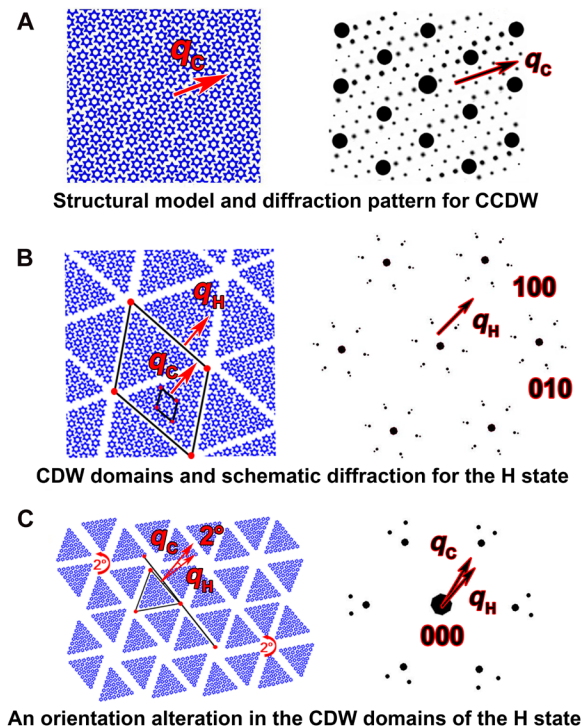 A
qC
qC
Structural model and diffraction pattern for CCDW
B
qH
qC
100
qH
010
CDW domains and schematic diffraction for the H state
C
qC 2°
qH
2°
2°
qC
qH
000
An orientation alteration in the CDW domains of the H state